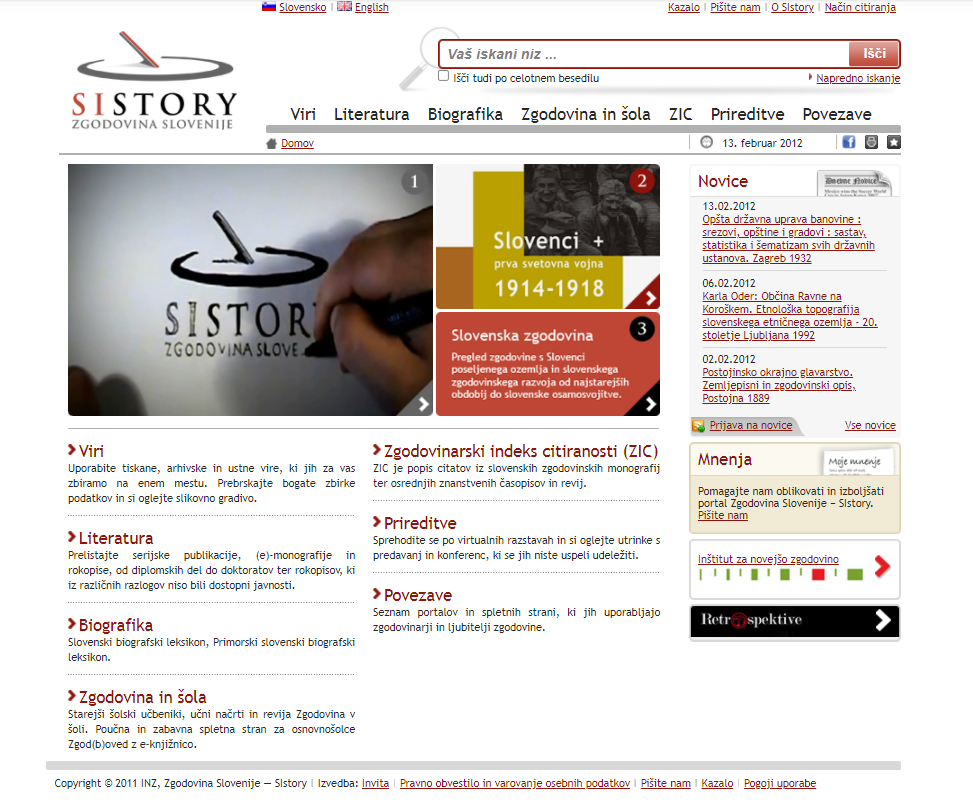 Slovensko | English
Kazalo | Pišite nam | O SIstory | Način citiranja
SISTORY
ZGODOVINA SLOVENIJE
Vaš iskani niz ...
Išči
Išči tudi po celotnem besedilu
Napredno iskanje
Viri Literatura Biografika Zgodovina in šola ZIC Prireditve Povezave
Domov
13. februar 2012
1
SISTOR
ZGODOVINA SLOVE
2
Slovenci +
prva svetovna vojna
1914-1918
3
Slovenska zgodovina
Pregled zgodovine s Slovenci
poseljenega ozemlja in slovenskega
zgodovinskega razvoja od najstarejših
obdobij do slovenske osamosvojitve.
Novice
13.02.2012
Opšta državna uprava banovine :
srezovi, opštine i gradovi : sastav,
statistika i šematizam svih državnih
ustanova. Zagreb 1932
06.02.2012
Karla Oder: Občina Ravne na
Koroškem. Etnološka topografija
slovenskega etničnega ozemlja - 20.
stoletje Ljubljana 1992
02.02.2012
Postojinsko okrajno glavarstvo.
Zemljepisni in zgodovinski opis,
Postojna 1889
Prijava na novice
Vse novice
Mnenja
Moje mnenje
Pomagajte nam oblikovati in izboljšati
portal Zgodovina Slovenije – SIstory.
Pišite nam
Inštitut za novejšo zgodovino
Retrospektive
Viri
Uporabite tiskane, arhivske in ustne vire, ki jih za vas
zbiramo na enem mestu. Prebrskajte bogate zbirke
podatkov in si oglejte slikovno gradivo.
Literatura
Prelistajte serijske publikacije, (e)-monografije in
rokopise, od diplomskih del do doktoratov ter rokopisov, ki
iz različnih razlogov niso bili dostopni javnosti.
Biografika
Slovenski biografski leksikon, Primorski slovenski biografski
leksikon.
Zgodovina in šola
Starejši šolski učbeniki, učni načrti in revija Zgodovina v
šoli. Poučna in zabavna spletna stran za osnovnošolce
Zgod(b)oved z e-knjižnico.
Zgodovinarski indeks citiranosti (ZIC)
ZIC je popis citatov iz slovenskih zgodovinskih monografij
ter osrednjih znanstvenih časopisov in revij.
Prireditve
Sprehodite se po virtualnih razstavah in si oglejte utrinke s
predavanj in konferenc, ki se jih niste uspeli udeležiti.
Povezave
Seznam portalov in spletnih strani, ki jih uporabljajo
zgodovinarji in ljubitelji zgodovine.
Copyright © 2011 INZ, Zgodovina Slovenije — SIstory | Izvedba: Invita | Pravno obvestilo in varovanje osebnih podatkov | Pišite nam | Kazalo | Pogoji uporabe